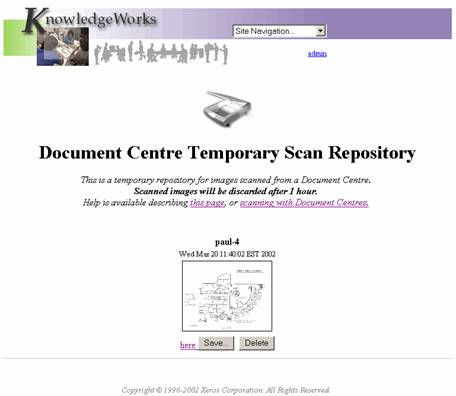 KnowledgeWorks
Site Navigation...
admin
Document Centre Temporary Scan Repository
This is a temporary repository for images scanned from a Document Centre.
Scanned images will be discarded after 1 hour.
Help is available describing this page, or scanning with Document Centres.
paul-4
Wed Mar 20 11:40:02 EST 2002
here Save... Delete
Copyright © 1996-2002 Xerox Corporation. All Rights Reserved.